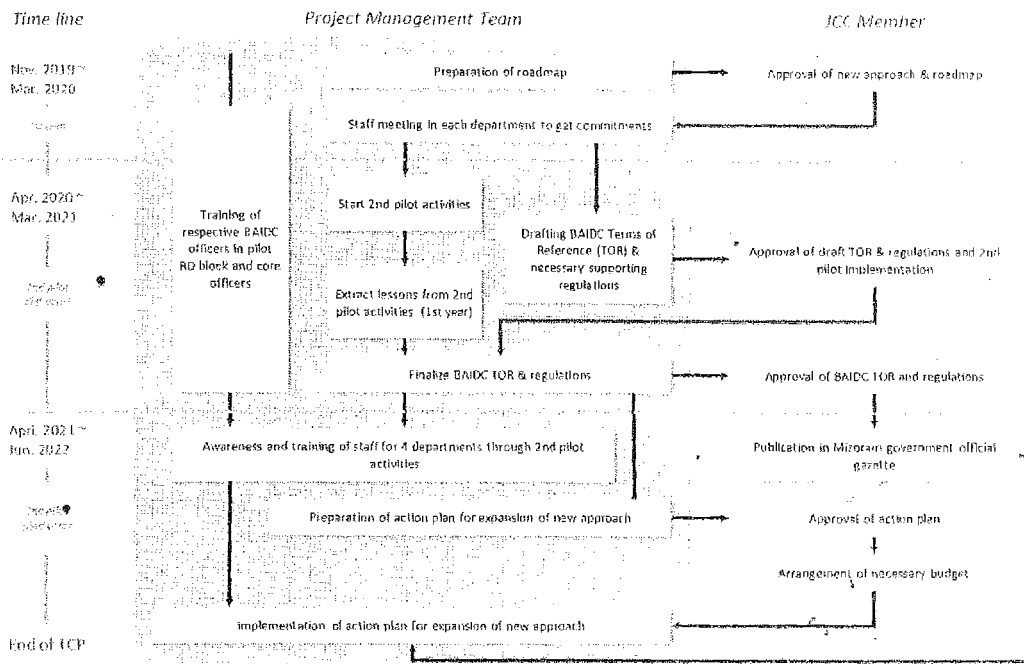 Time line
Project Management Team
JCC Member
Nov. 2019~
Mar. 2020
Preparation of roadmap
Approval of new approach & roadmap
Staff meeting in each department to get commitments
Apr. 2020~
Mar. 2021
Training of
respective BAIDC
officers in pilot
RD block and core
officers
Start 2nd pilot activities
Extract lessons from 2nd
pilot activities (1st year)
Drafting BAIDC Terms of
Reference (TOR) &
necessary supporting
regulations
Approval of draft TOR & regulations and 2nd
pilot implementation
Finalize BAIDC TOR & regulations
Approval of BAIDC TOR and regulations
April. 2021~
Jun. 2022
Awareness and training of staff for 4 departments through 2nd pilot
activities
Publication in Mizoram government official
gazette
Preparation of action plan for expansion of new approach
Approval of action plan
Arrangement of necessary budget
implementation of action plan for expansion of new approach
End of TCP